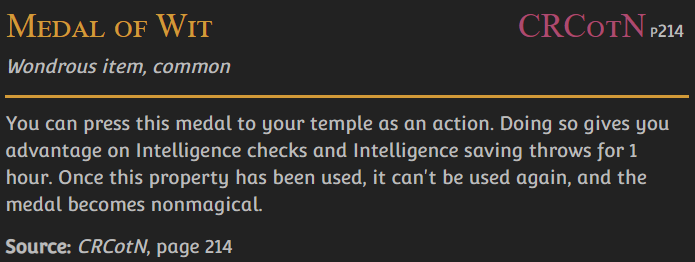 Medal of Wit CRCotN P214
Wondrous item, common
You can press this medal to your temple as an action. Doing so gives you
advantage on Intelligence checks and Intelligence saving throws for 1
hour. Once this property has been used, it can't be used again, and the
medal becomes nonmagical.
Source: CRCotN, page 214